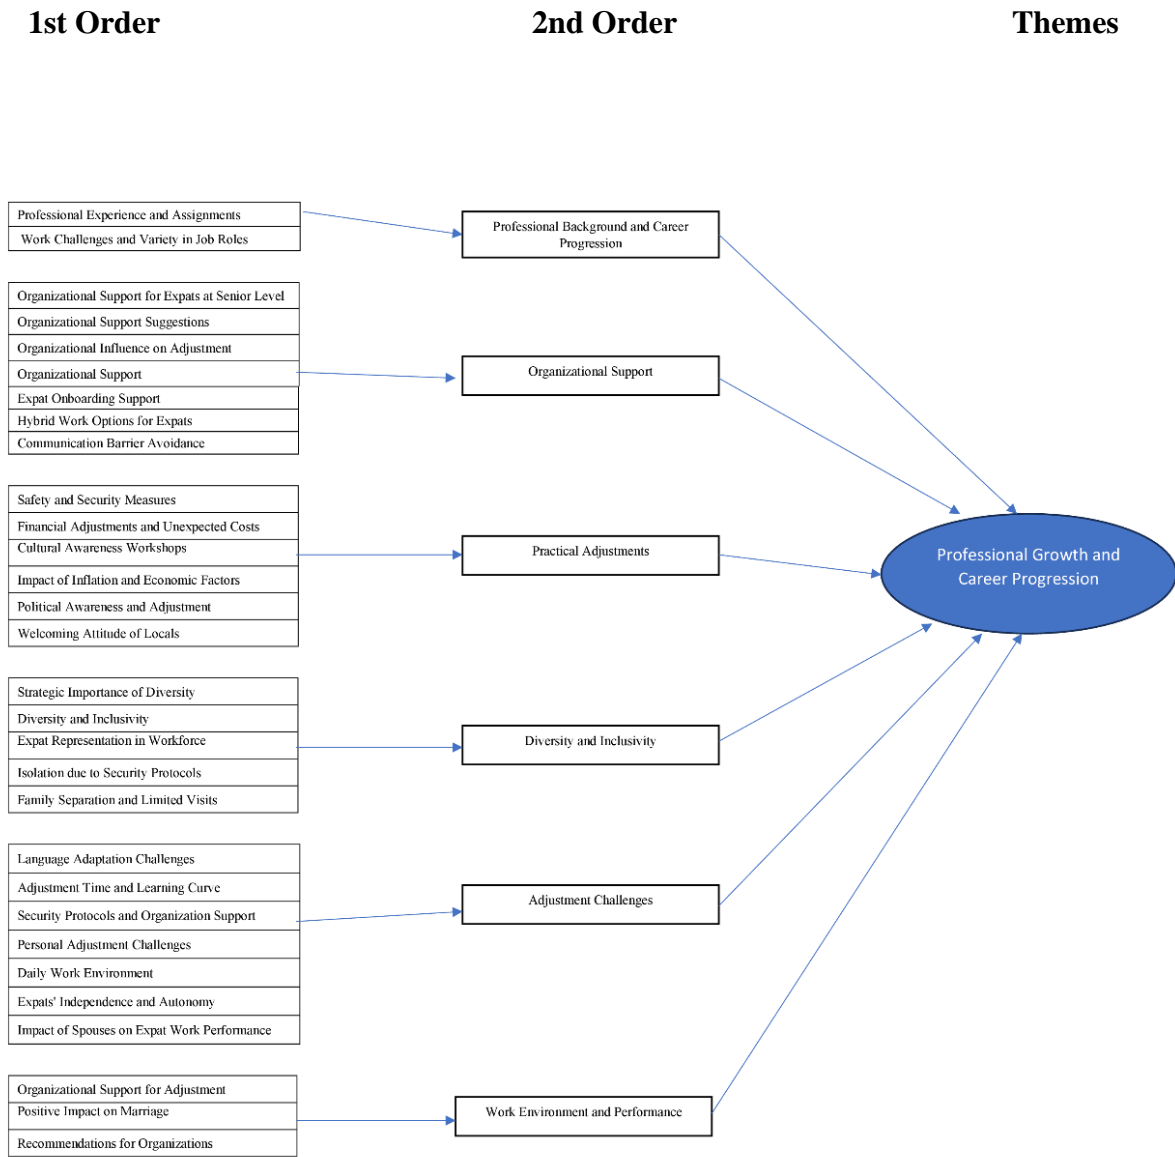 1st Order
2nd Order
Themes
Professional Experience and Assignments
Work Challenges and Variety in Job Roles
Professional Background and Career
Progression
Organizational Support for Expats at Senior Level
Organizational Support Suggestions
Organizational Influence on Adjustment
Organizational Support
Expat Onboarding Support
Hybrid Work Options for Expats
Communication Barrier Avoidance
Organizational Support
Safety and Security Measures
Financial Adjustments and Unexpected Costs
Cultural Awareness Workshops
Impact of Inflation and Economic Factors
Political Awareness and Adjustment
Welcoming Attitude of Locals
Practical Adjustments
Professional Growth and
Career Progression
Strategic Importance of Diversity
Diversity and Inclusivity
Expat Representation in Workforce
Isolation due to Security Protocols
Family Separation and Limited Visits
Diversity and Inclusivity
Language Adaptation Challenges
Adjustment Time and Learning Curve
Security Protocols and Organization Support
Personal Adjustment Challenges
Daily Work Environment
Expats' Independence and Autonomy
Impact of Spouses on Expat Work Performance
Adjustment Challenges
Organizational Support for Adjustment
Positive Impact on Marriage
Recommendations for Organizations
Work Environment and Performance